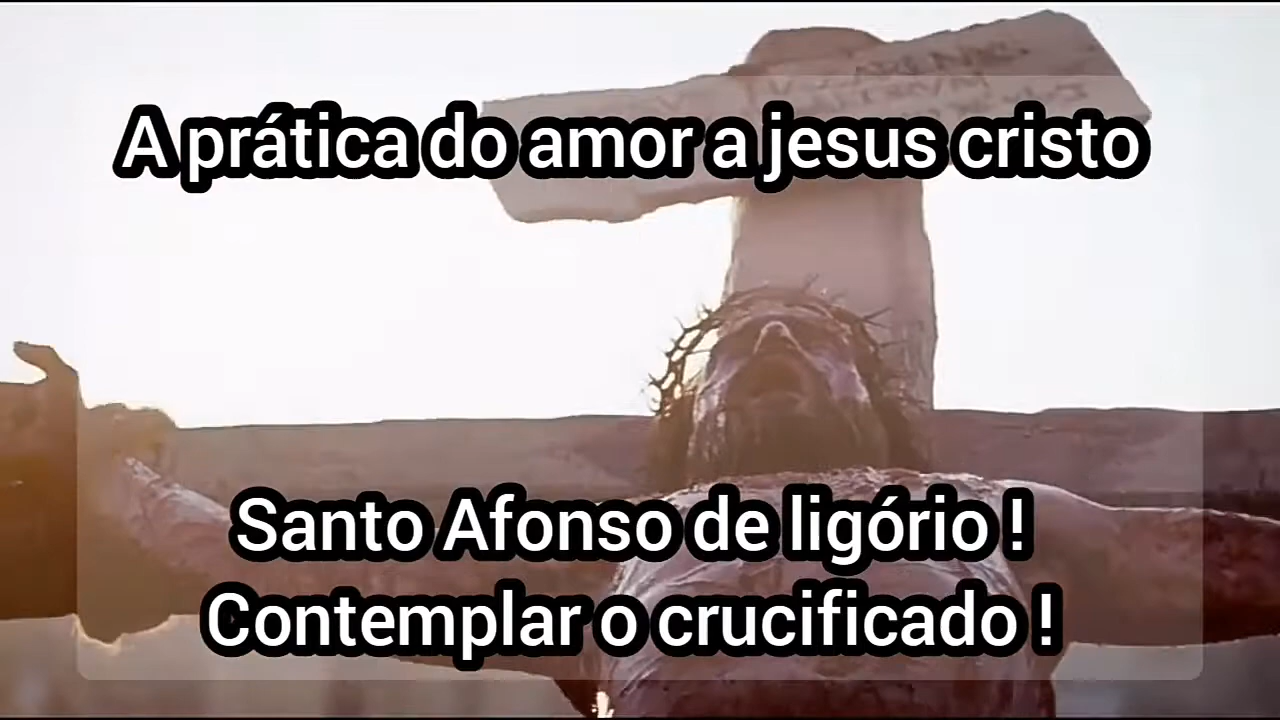 A prática do amor a jesus cristo
Santo Afonso de ligório !
Contemplar o crucificado !